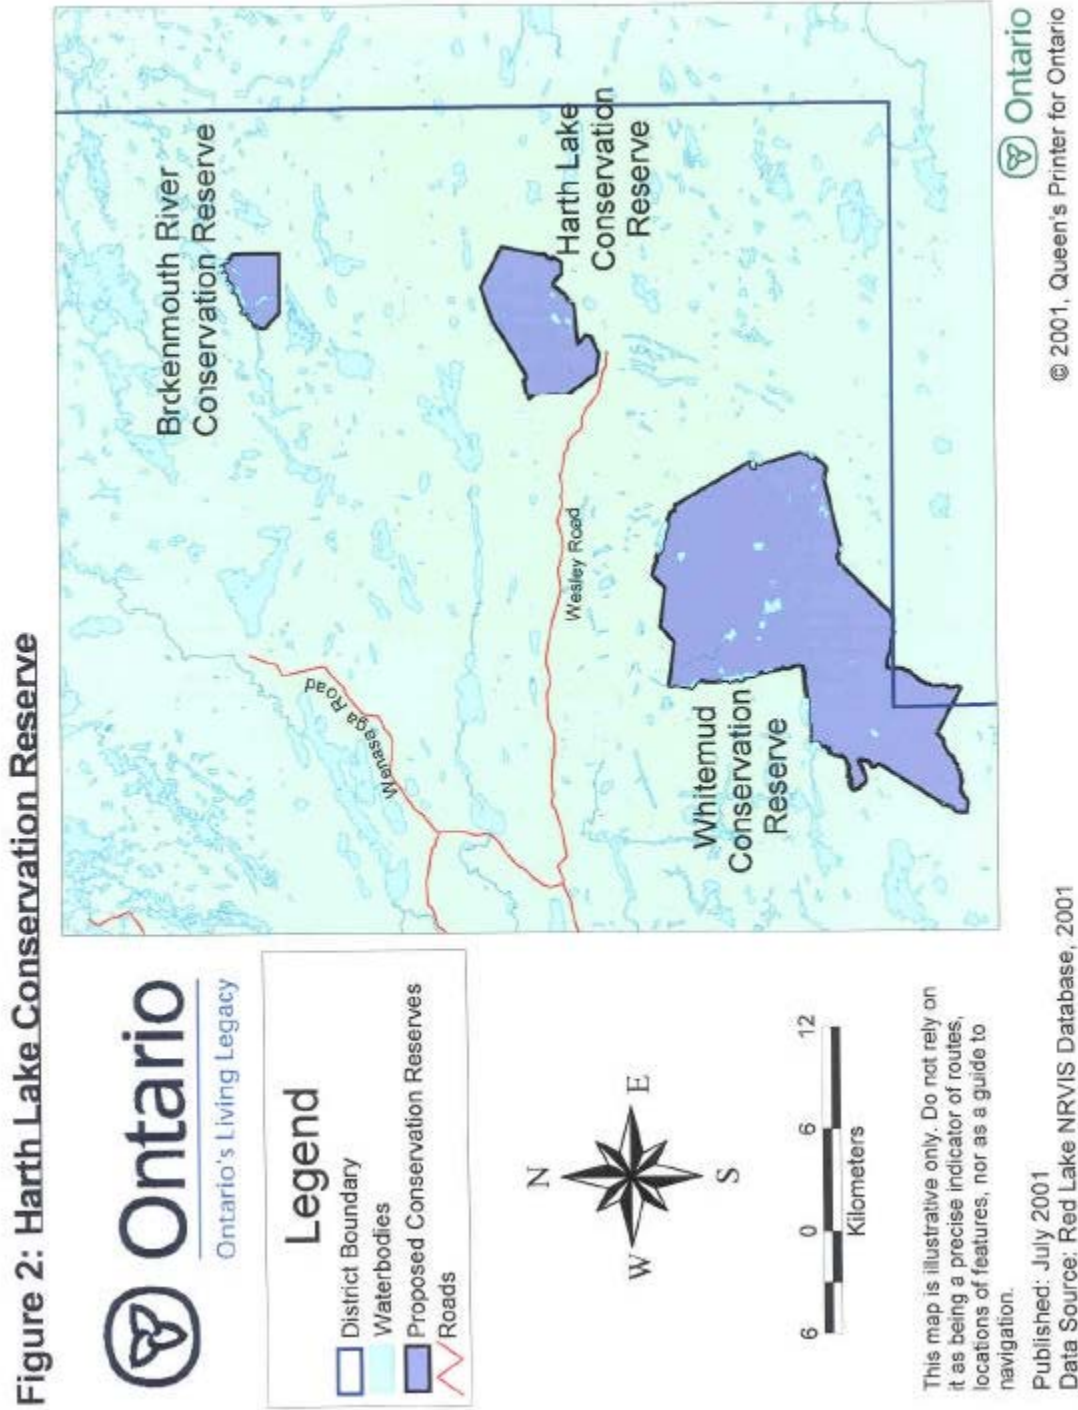 Figure 2: Harth Lake Conservation Reserve
Ontario
Ontario's Living Legacy
Legend
District Boundary
Waterbodies
Proposed Conservation Reserves
Roads
N
W
E
S
6 0 6 12
Kilometers
This map is illustrative only. Do not rely on
it as being a precise indicator of routes,
locations of features, nor as a guide to
navigation.
Published: July 2001
Data Source: Red Lake NRVIS Database, 2001
Brckenmouth River
Conservation Reserve
Wenasaga Road
Wesley Road
Harth Lake
Conservation
Reserve
Whitemud
Conservation
Reserve
Ontario
© 2001, Queen's Printer for Ontario